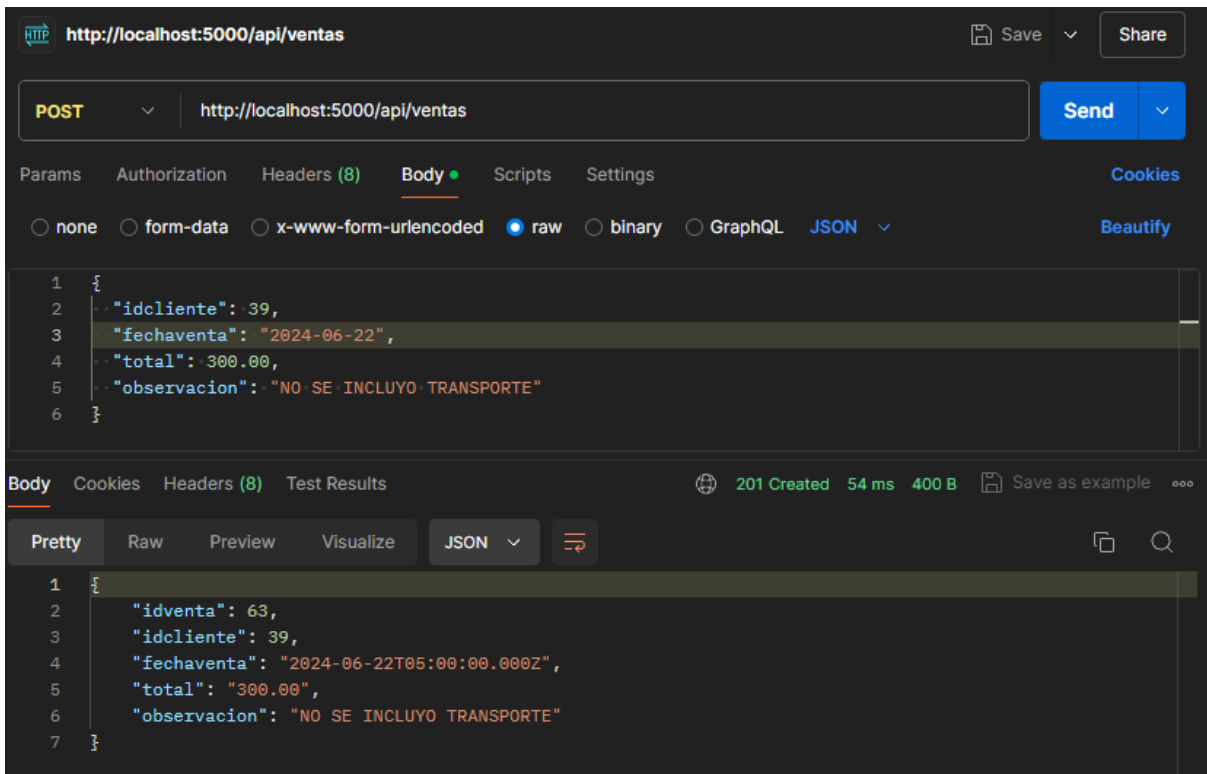 HTTP http://localhost:5000/api/ventas Save Share
POST http://localhost:5000/api/ventas Send
Params Authorization Headers (8) Body Scripts Settings Cookies
none form-data x-www-form-urlencoded raw binary GraphQL JSON Beautify
1 {
2 "idcliente": 39,
3 "fechaventa": "2024-06-22",
4 "total": 300.00,
5 "observacion": "NO SE INCLUYO TRANSPORTE"
6 }
Body Cookies Headers (8) Test Results 201 Created 54 ms 400 B Save as example
Pretty Raw Preview Visualize JSON
1 {
2 "idventa": 63,
3 "idcliente": 39,
4 "fechaventa": "2024-06-22T05:00:00.000Z",
5 "total": "300.00",
6 "observacion": "NO SE INCLUYO TRANSPORTE"
7 }